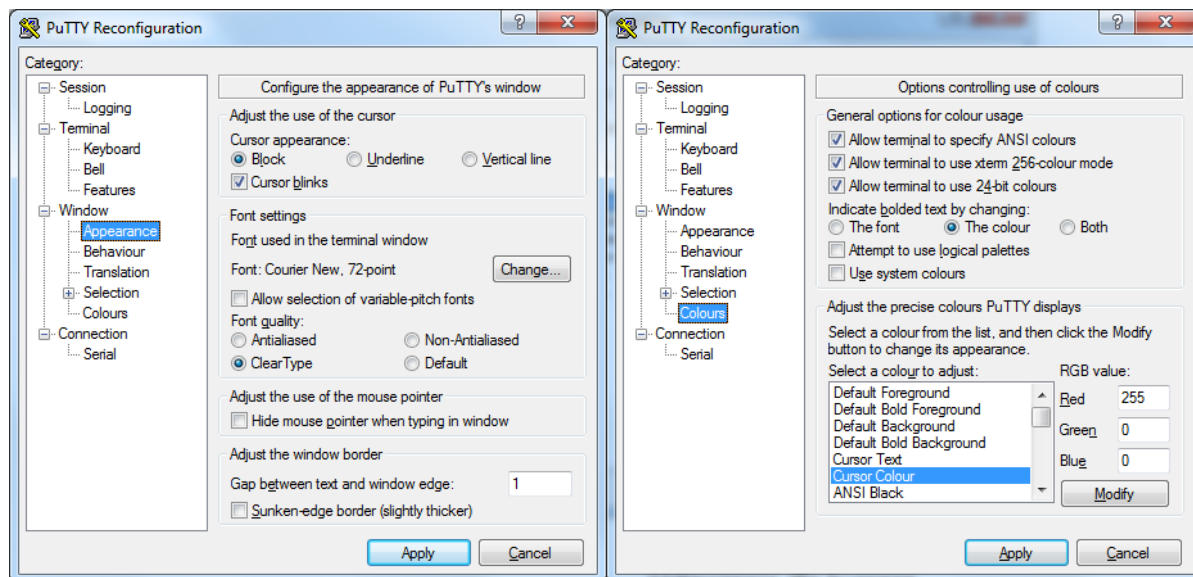 PuTTY Reconfiguration
Category:
Session
Logging
Terminal
Keyboard
Bell
Features
Window
Appearance
Behaviour
Translation
Selection
Colours
Connection
Serial
Configure the appearance of PuTTY's window
Adjust the use of the cursor
Cursor appearance:
Block Underline Vertical line
Cursor blinks
Font settings
Font used in the terminal window
Font: Courier New, 72-point Change...
Allow selection of variable-pitch fonts
Font quality:
Antialiased Non-Antialiased
ClearType Default
Adjust the use of the mouse pointer
Hide mouse pointer when typing in window
Adjust the window border
Gap between text and window edge: 1
Sunken-edge border (slightly thicker)
Apply Cancel
PuTTY Reconfiguration
Category:
Session
Logging
Terminal
Keyboard
Bell
Features
Window
Appearance
Behaviour
Translation
Selection
Colours
Connection
Serial
Options controlling use of colours
General options for colour usage
Allow terminal to specify ANSI colours
Allow terminal to use xterm 256-colour mode
Allow terminal to use 24-bit colours
Indicate bolded text by changing:
The font The colour Both
Attempt to use logical palettes
Use system colours
Adjust the precise colours PuTTY displays
Select a colour from the list, and then click the Modify
button to change its appearance.
Select a colour to adjust: RGB value:
Default Foreground
Default Bold Foreground
Default Background
Default Bold Background
Cursor Text
Cursor Colour
ANSI Black
Red 255
Green 0
Blue 0
Modify
Apply Cancel